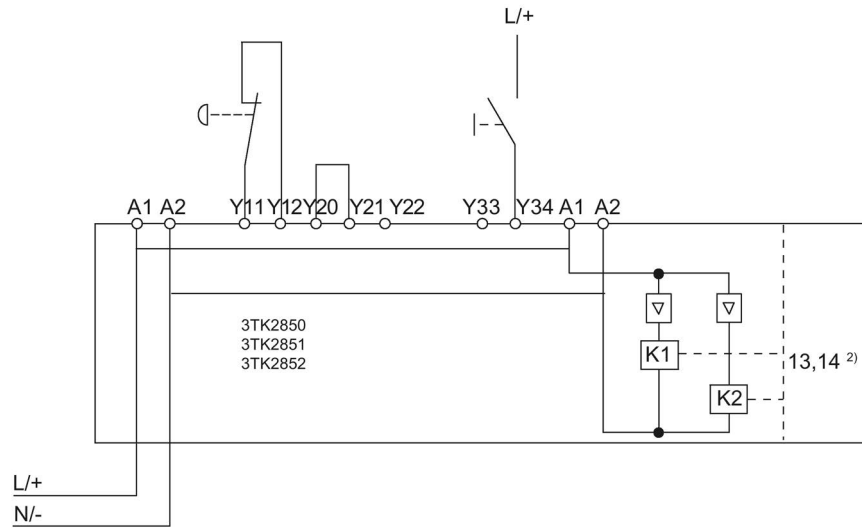 L/+
A1 A2 Y11 Y12 Y20 Y21 Y22 Y33 Y34 A1 A2
3TK2850
3TK2851
3TK2852
K1
13,14 2)
K2
L/+
N/-